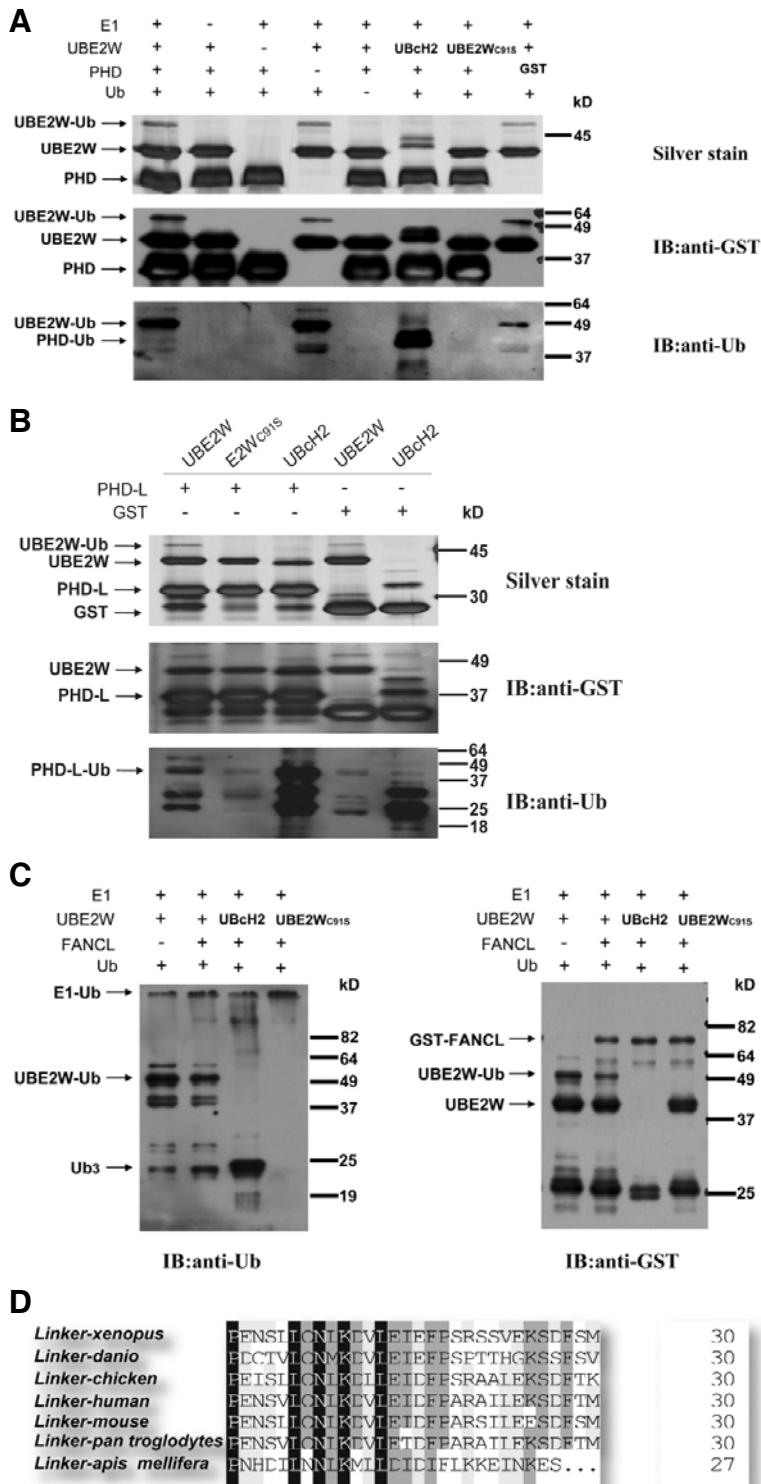 A
E1 + - + + + + + +
UBE2W + + - + + UBcH2 UBE2WC91S +
PHD + + + - + + + GST
Ub + + + + - + + +
kD
UBE2W-Ub
UBE2W
PHD
45
Silver stain
UBE2W-Ub
UBE2W
PHD
64
49
37
IB:anti-GST
UBE2W-Ub
PHD-Ub
64
49
37
IB:anti-Ub
B
UBE2W E2WC91S UBcH2 UBE2W UBcH2
PHD-L + + + - -
GST - - - + +
kD
UBE2W-Ub
UBE2W
PHD-L
GST
45
30
Silver stain
UBE2W
PHD-L
49
37
IB:anti-GST
PHD-L-Ub
64
49
37
25
18
IB:anti-Ub
C
E1 + + + +
UBE2W + + UBcH2 UBE2WC91S
FANCL - + + +
Ub + + + +
kD
E1-Ub
UBE2W-Ub
Ub3
82
64
49
37
25
19
IB:anti-Ub
E1 + + + +
UBE2W + + UBcH2 UBE2WC91S
FANCL - + + +
Ub + + + +
kD
GST-FANCL
UBE2W-Ub
UBE2W
82
64
49
37
25
IB:anti-GST
D
Linker-xenopus PENSLLCNLKDVLEIEFPSRSSVEKSDFSM 30
Linker-danio PDCTVLCNMKDVLEIEFPSPTTHGKSSFSV 30
Linker-chicken PEISLLCNLKDLLEIEFPSRAALEKSDFTK 30
Linker-human PENSVLCNLKDVLEIDFPARAILEKSDFTM 30
Linker-mouse PENSVLCNLKDVLEIDFPARSILEESDFTM 30
Linker-pan troglodytes PENSVLCNLKDVLETDFPARAILEKSDFTM 30
Linker-apis mellifera PNHDILNNLKMLLDIDIFLKKEINKES... 27